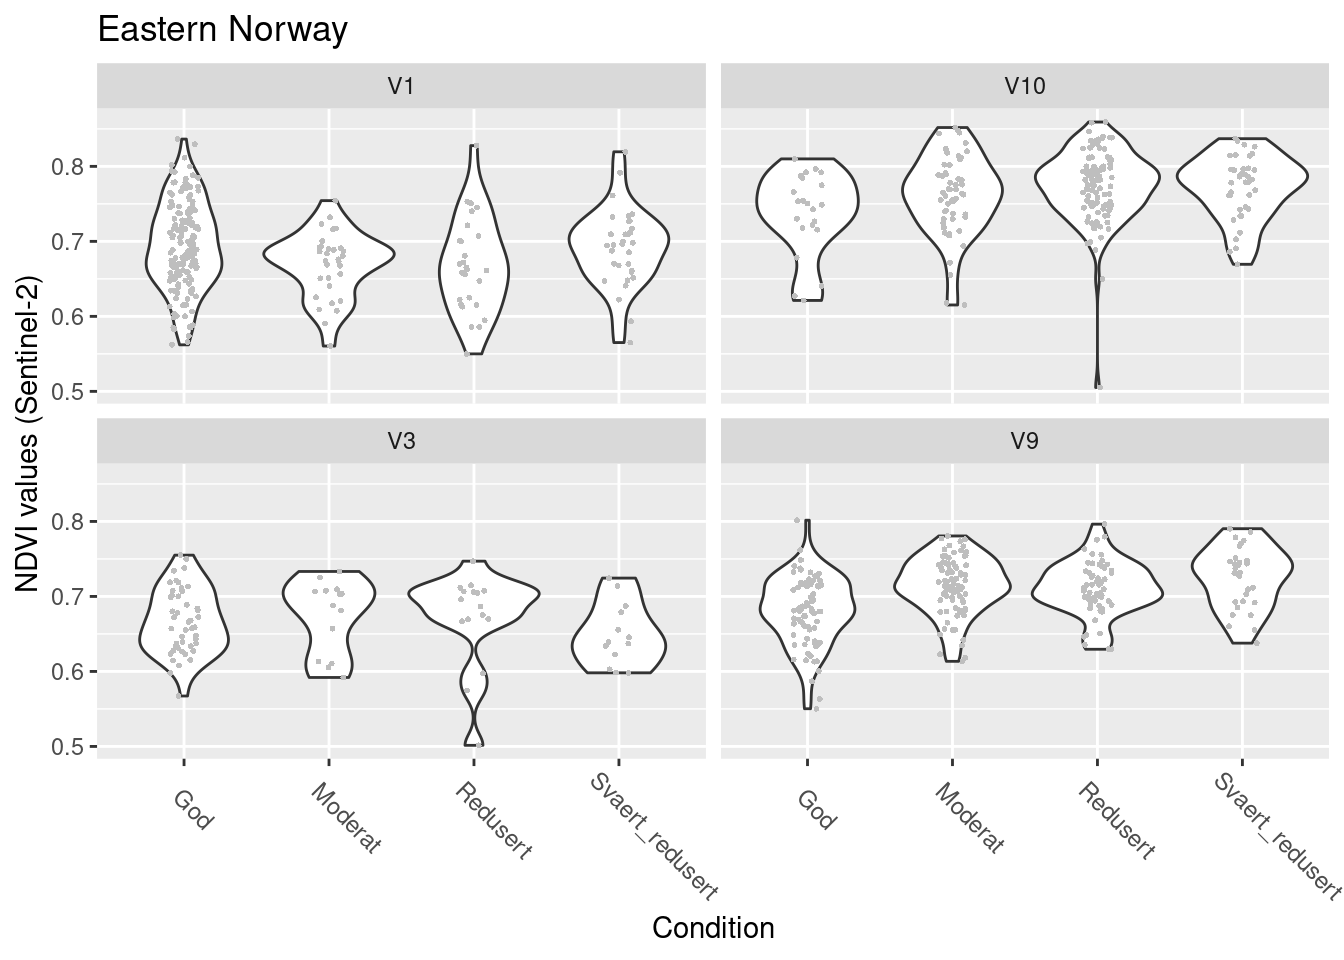 Eastern Norway
V1
V10
0.8
0.7
0.6
0.5
V3
V9
0.8
0.7
0.6
0.5
NDVI values (Sentinel-2)
God
Moderat
Redusert
Svaert_redusert
God
Moderat
Redusert
Svaert_redusert
Condition